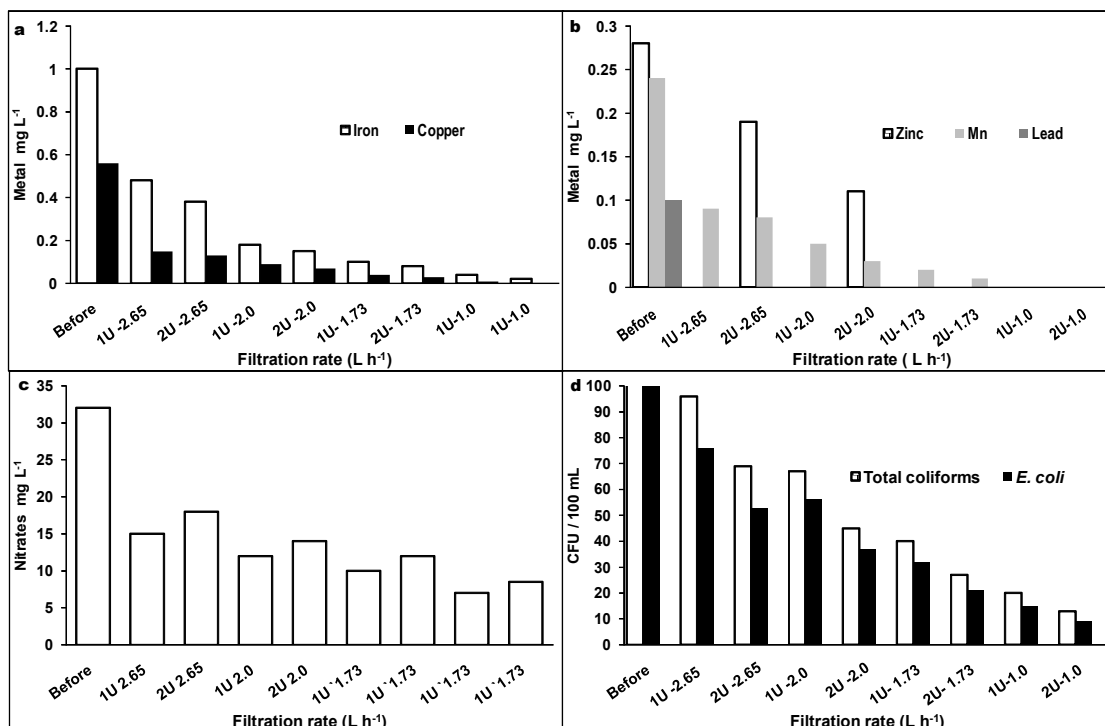 a
Metal mg L-1
1.2
1
0.8
0.6
0.4
0.2
0
Iron Copper
Before 1U -2.65 2U -2.65 1U -2.0 2U -2.0 1U- 1.73 2U- 1.73 1U-1.0 1U-1.0
Filtration rate (L h-1)
b
Metal mg L-1
0.3
0.25
0.2
0.15
0.1
0.05
0
Zinc Mn Lead
Before 1U -2.65 2U -2.65 1U -2.0 2U -2.0 1U- 1.73 2U- 1.73 1U-1.0 2U-1.0
Filtration rate ( L h-1)
c
Nitrates mg L-1
35
30
25
20
15
10
5
0
Before 1U 2.65 2U 2.65 1U 2.0 2U 2.0 1U `1.73 1U `1.73 1U `1.73 1U `1.73
Filtration rate (L h-1)
d
CFU / 100 mL
100
90
80
70
60
50
40
30
20
10
0
Total coliforms E. coli
Before 1U -2.65 2U -2.65 1U -2.0 2U -2.0 1U- 1.73 2U- 1.73 1U-1.0 2U-1.0
Filtration rate (L h-1)